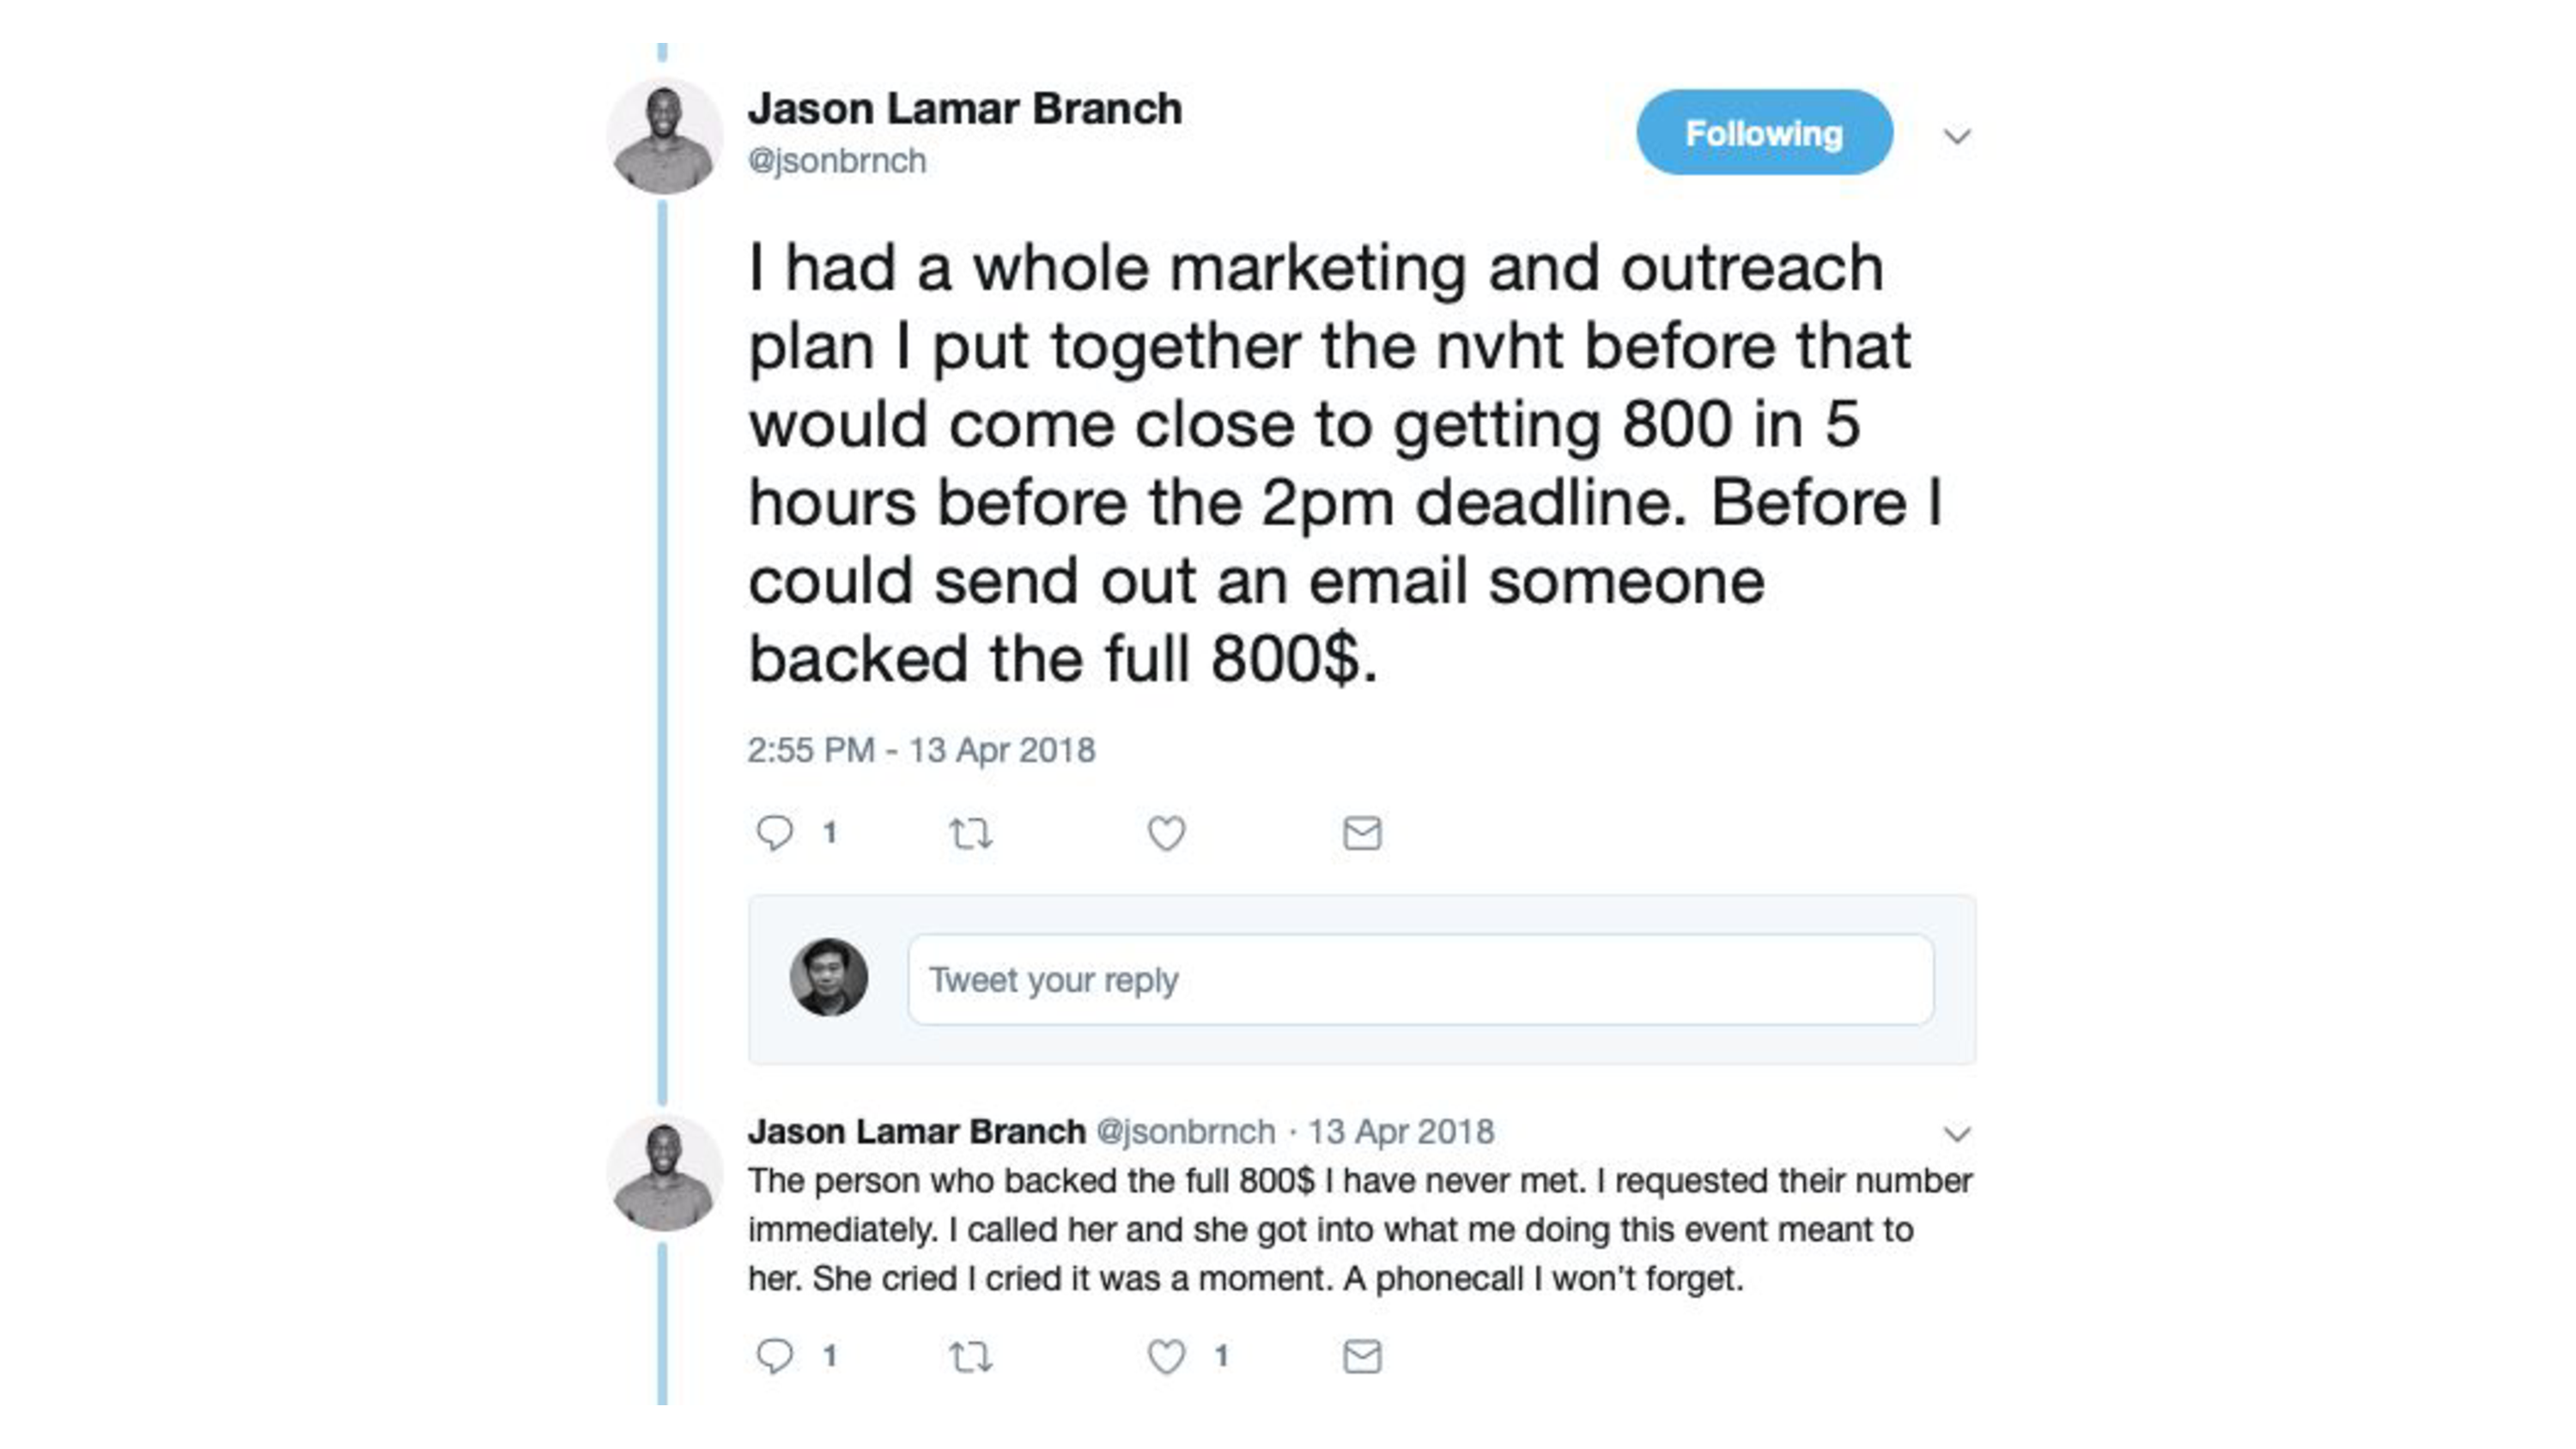 Jason Lamar Branch
@jsonbrnch
Following
I had a whole marketing and outreach
plan I put together the nvht before that
would come close to getting 800 in 5
hours before the 2pm deadline. Before I
could send out an email someone
backed the full 800$.
2:55 PM - 13 Apr 2018
1
Tweet your reply
Jason Lamar Branch @jsonbrnch · 13 Apr 2018
The person who backed the full 800$ I have never met. I requested their number
immediately. I called her and she got into what me doing this event meant to
her. She cried I cried it was a moment. A phonecall I won't forget.
1 1